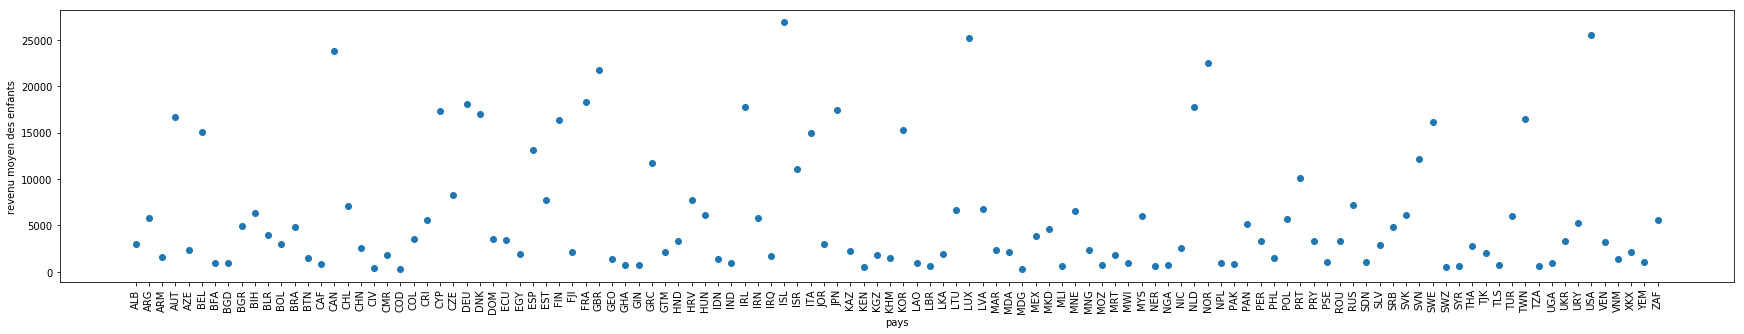 revenu moyen des enfants
25000
20000
15000
10000
5000
0
ALB ARG ARM AUT AZE BEL BFA BGD BGR BIH BLR BOL BRA BTN CAF CAN CHL CHN CIV CMR COD COL CRI CYP CZE DEU DNK DOM ECU EGY ESP EST FIN FJI FRA GBR GEO GHA GIN GRC GTM HND HRV HUN IDN IND IRL IRN IRQ ISL ISR ITA JOR JPN KAZ KEN KGZ KHM KOR LAO LBR LKA LTU LUX LVA MAR MDA MDG MEX MKD MLI MNE MNG MOZ MRT MWI MYS NER NGA NIC NLD NOR NPL PAK PAN PER PHL POL PRT PRY PSE ROU RUS SDN SLV SRB SVK SVN SWE SWZ SYR THA TJK TLS TUR TWN TZA UGA UKR URY USA VEN VNM XKX YEM ZAF
pays